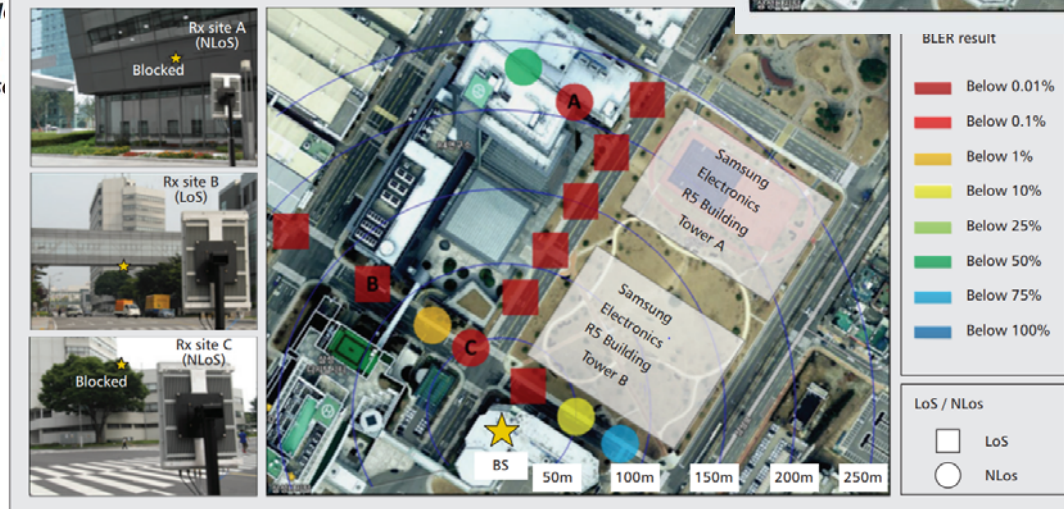 Rx site A
(NLoS)
Blocked
Rx site B
(LoS)
Rx site C
(NLoS)
Blocked
A
B
C
Samsung
Electronics
R5 Building
Tower A
Samsung
Electronics
R5 Building
Tower B
BS
50m
100m
150m
200m
250m
BLER result
Below 0.01%
Below 0.1%
Below 1%
Below 10%
Below 25%
Below 50%
Below 75%
Below 100%
LoS / NLos
LoS
NLos